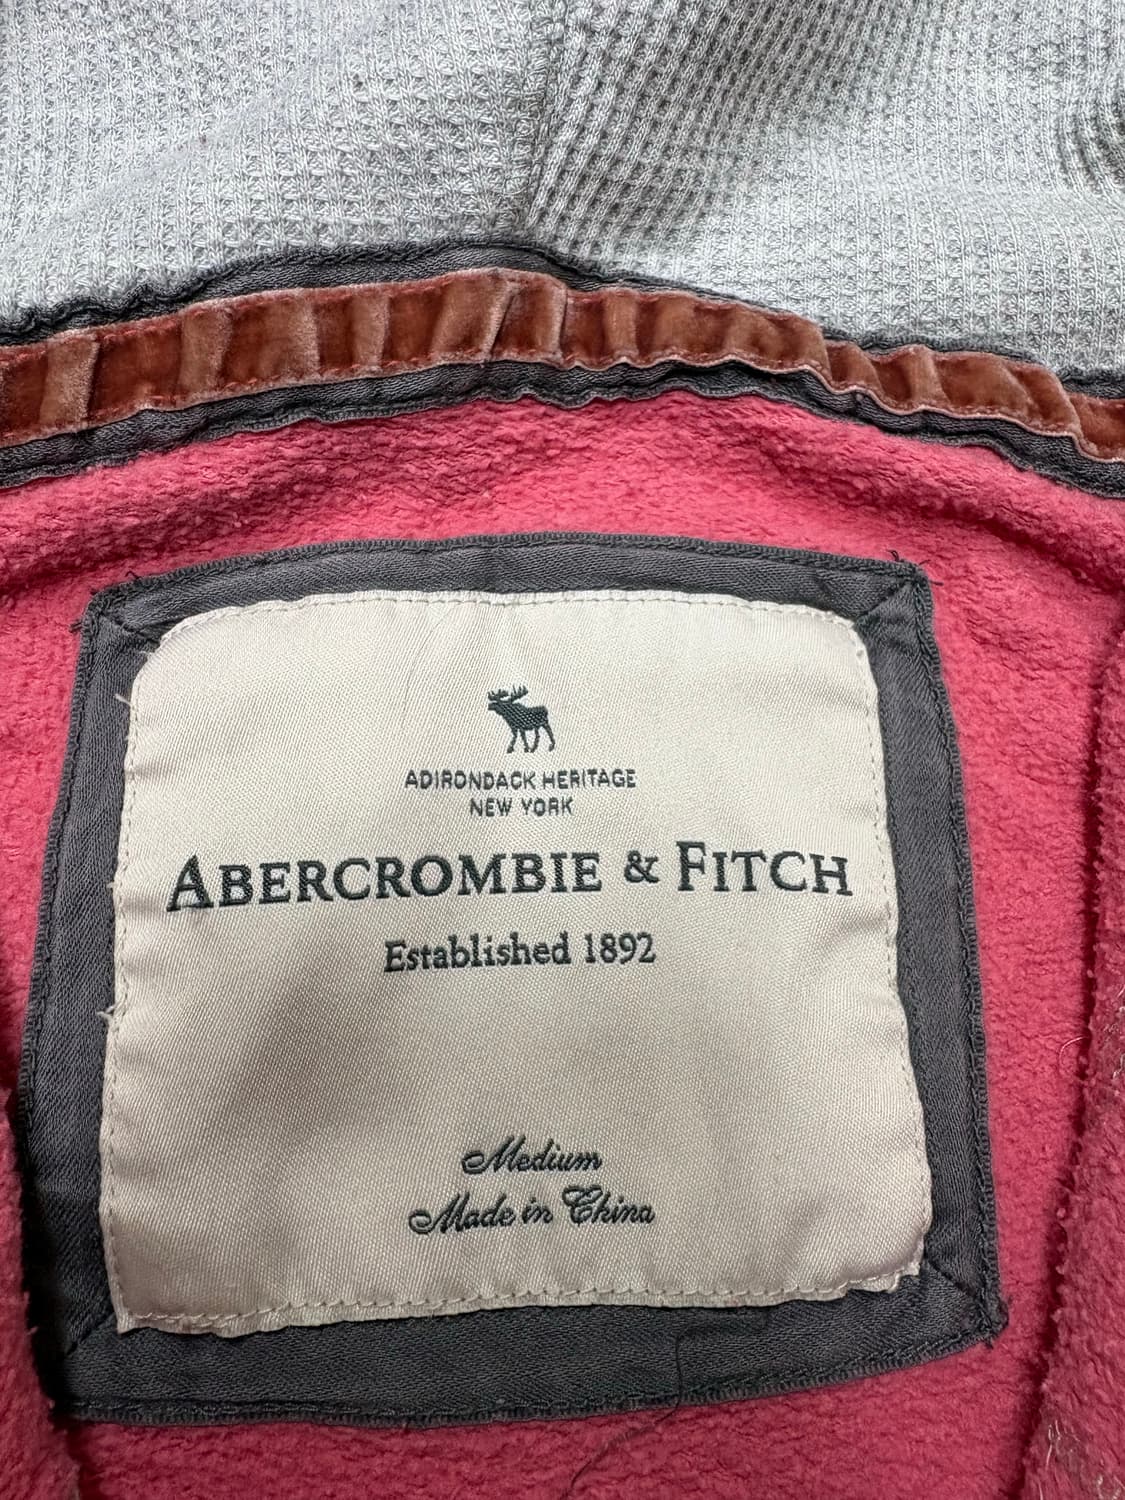 ADIRONDACK HERITAGE
NEW YORK
ABERCROMBIE & FITCH
Established 1892
Medium
Made in China